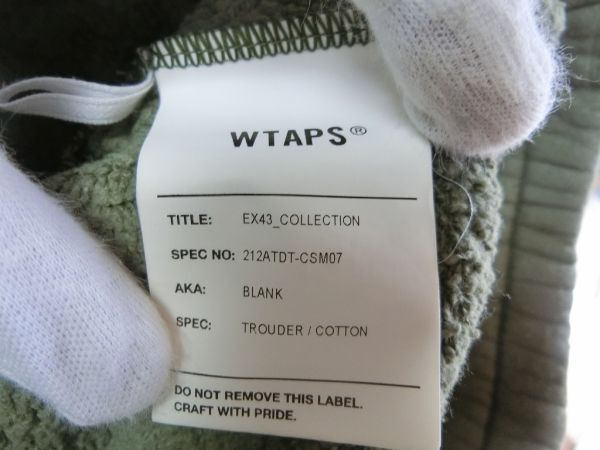 WTAPS®
TITLE: EX43_COLLECTION
SPEC NO: 212ATDT-CSM07
AKA: BLANK
SPEC: TROUDER / COTTON
DO NOT REMOVE THIS LABEL.
CRAFT WITH PRIDE.